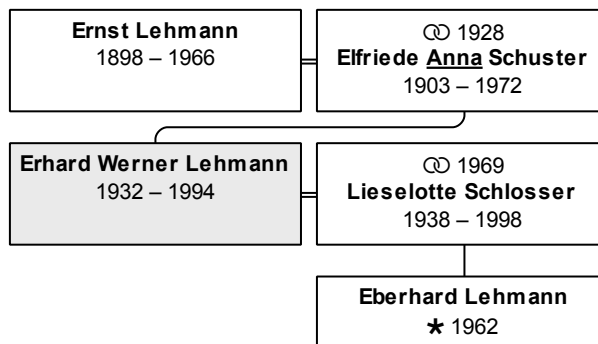 Ernst Lehmann
1898 – 1966
⚭ 1928
Elfriede Anna Schuster
1903 – 1972
Erhard Werner Lehmann
1932 – 1994
⚭ 1969
Lieselotte Schlosser
1938 – 1998
Eberhard Lehmann
★ 1962